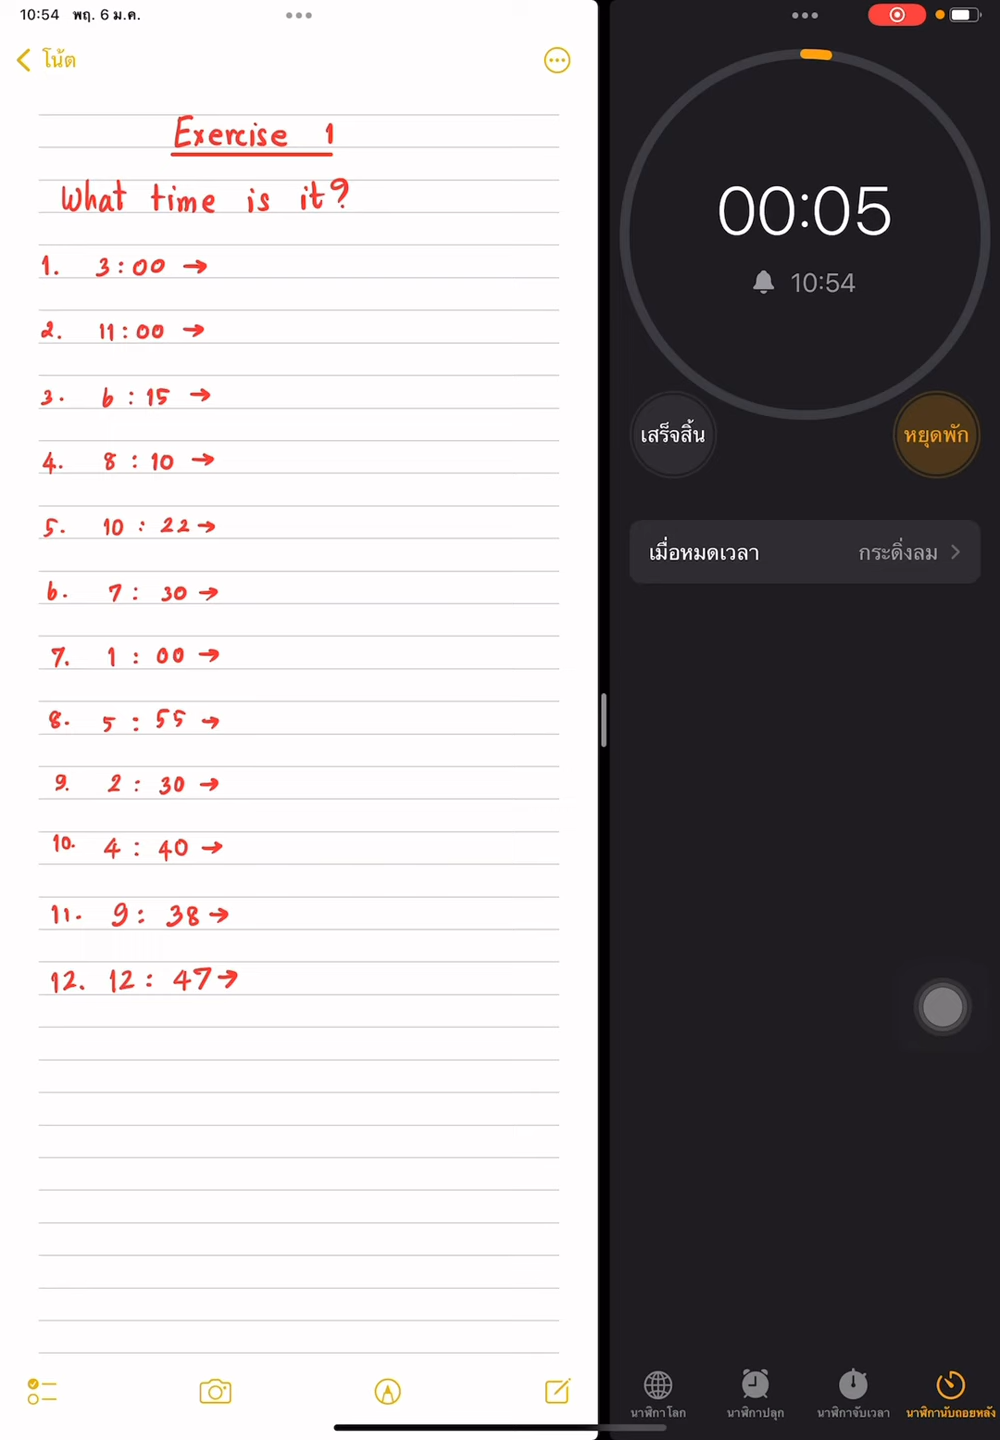 10:54 พฤ. 6 ม.ค.
โน้ต
Exercise 1
What time is it?
1. 3:00 →
2. 11:00 →
3. 6:15 →
4. 8:10 →
5. 10:22 →
6. 7:30 →
7. 1:00 →
8. 5:55 →
9. 2:30 →
10. 4:40 →
11. 9:38 →
12. 12:47 →
00:05
10:54
เสร็จสิ้น หยุดพัก
เมื่อหมดเวลา กระดิ่งลม
นาฬิกาโลก นาฬิกาปลุก นาฬิกาจับเวลา นาฬิกานับถอยหลัง